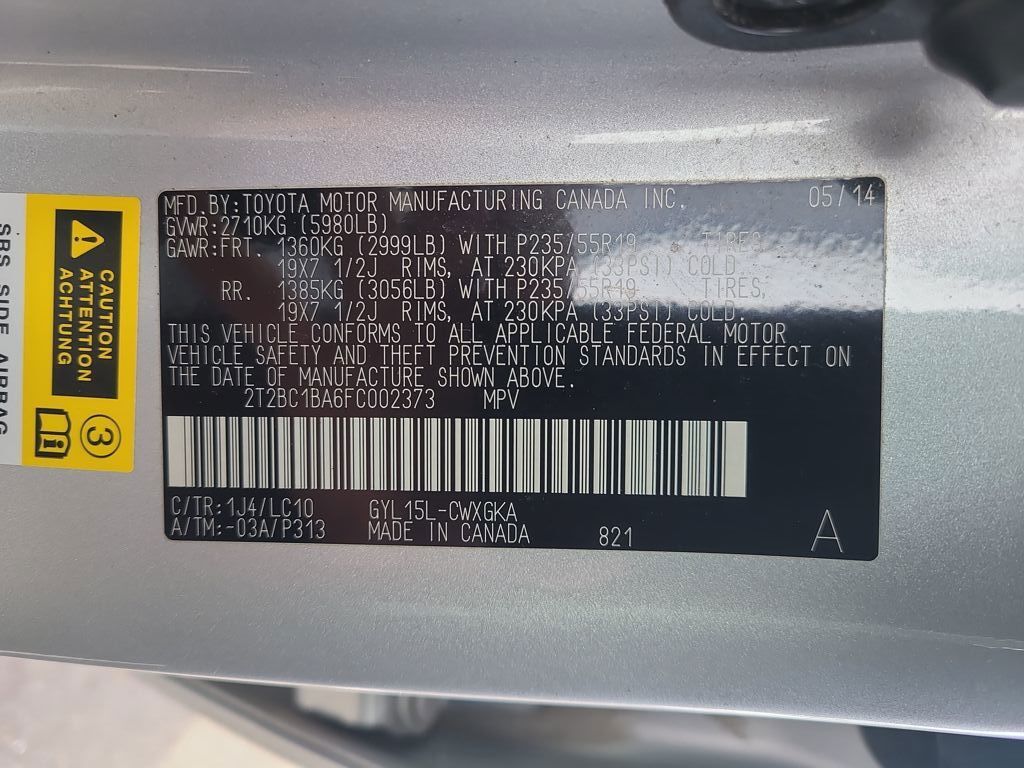 MFD.BY:TOYOTA MOTOR MANUFACTURING CANADA INC. 05/14
GVWR:2710KG (5980LB)
GAWR:FRT. 1360KG (2999LB) WITH P235/55R19 TIRES,
19X7 1/2J RIMS, AT 230KPA (33PSI) COLD.
RR. 1385KG (3056LB) WITH P235/55R19 TIRES,
19X7 1/2J RIMS, AT 230KPA (33PSI) COLD.
THIS VEHICLE CONFORMS TO ALL APPLICABLE FEDERAL MOTOR
VEHICLE SAFETY AND THEFT PREVENTION STANDARDS IN EFFECT ON
THE DATE OF MANUFACTURE SHOWN ABOVE.
2T2BC1BA6FC002373 MPV
C/TR:1J4/LC10 GYL15L-CWXGKA
A/TM:-03A/P313 MADE IN CANADA 821 A
CAUTION
ATTENTION
ACHTUNG
3
SRS SIDE AIRBAG